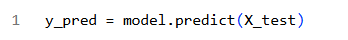 1 y_pred = model.predict(X_test)